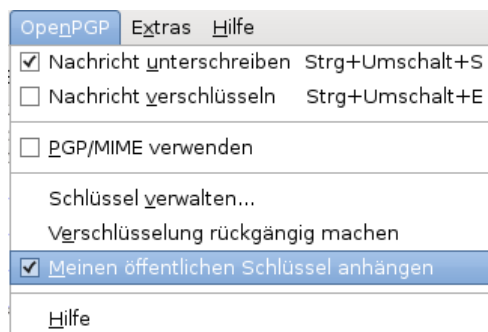 OpenPGP Extras Hilfe
Nachricht unterschreiben Strg+Umschalt+S
Nachricht verschlüsseln Strg+Umschalt+E
PGP/MIME verwenden
Schlüssel verwalten...
Verschlüsselung rückgängig machen
Meinen öffentlichen Schlüssel anhängen
Hilfe